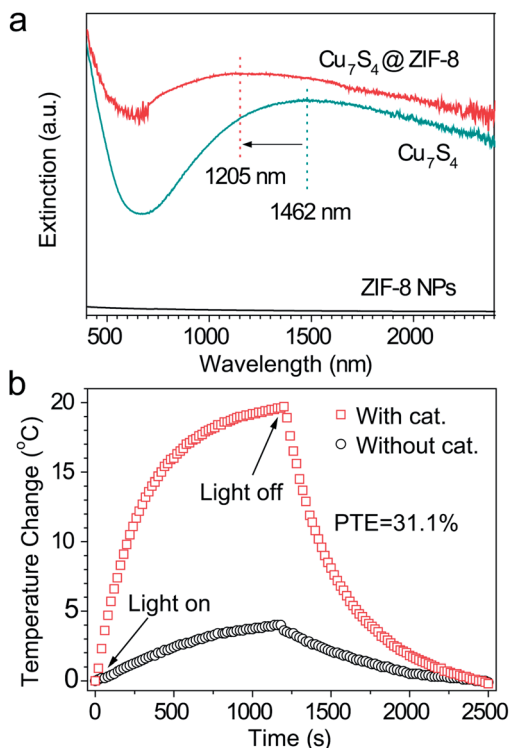 a
Extinction (a.u.)
Cu₇S₄@ZIF-8
Cu₇S₄
1205 nm
1462 nm
ZIF-8 NPs
500 1000 1500 2000
Wavelength (nm)
b
Temperature Change (°C)
20
15
10
5
0
With cat.
Without cat.
Light off
PTE=31.1%
Light on
0 500 1000 1500 2000 2500
Time (s)